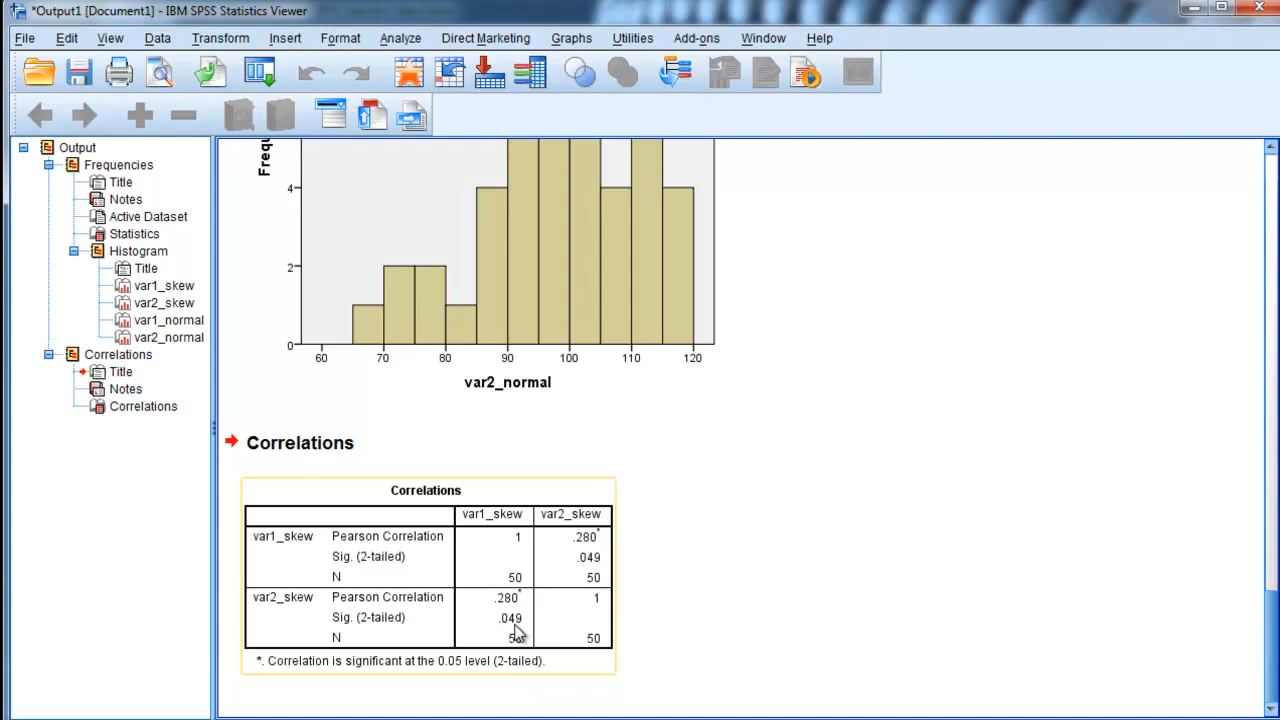 *Output1 [Document1] - IBM SPSS Statistics Viewer
File Edit View Data Transform Insert Format Analyze Direct Marketing Graphs Utilities Add-ons Window Help
Output
Frequencies
Title
Notes
Active Dataset
Statistics
Histogram
Title
var1_skew
var2_skew
var1_normal
var2_normal
Correlations
Title
Notes
Correlations
4
2
0
60 70 80 90 100 110 120
var2_normal
Correlations
Correlations
var1_skew var2_skew
var1_skew Pearson Correlation 1 .280*
Sig. (2-tailed) .049
N 50 50
var2_skew Pearson Correlation .280* 1
Sig. (2-tailed) .049
N 50
*. Correlation is significant at the 0.05 level (2-tailed).